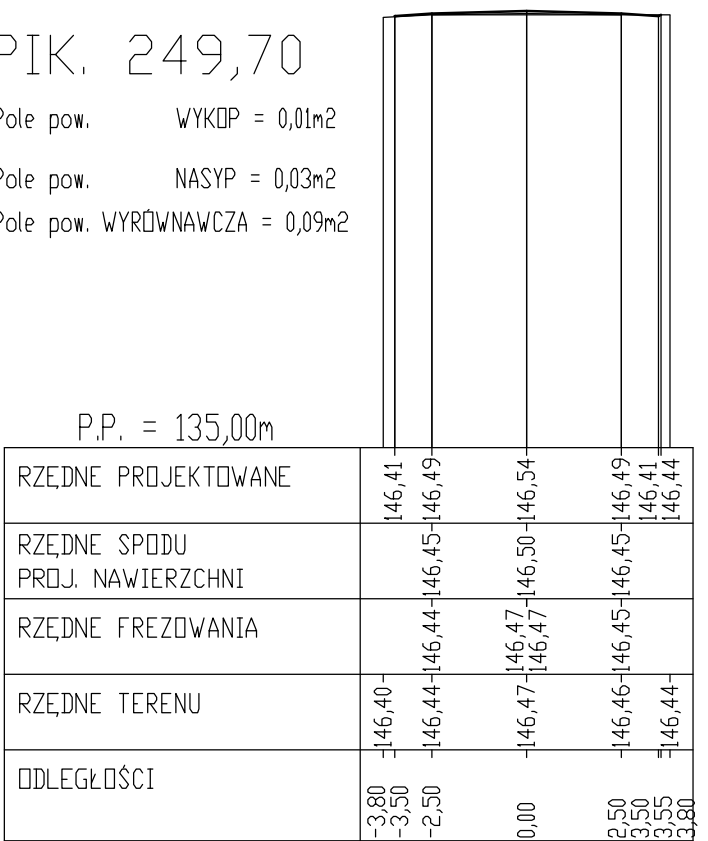 PIK. 249,70
Pole pow. WYKOP = 0,01m2
Pole pow. NASYP = 0,03m2
Pole pow. WYRÓWNAWCZA = 0,09m2
P.P. = 135,00m
RZĘDNE PROJEKTOWANE 146,41 146,49 146,54 146,49 146,41 146,44
RZĘDNE SPODU
PROJ. NAWIERZCHNI 146,45 146,50 146,45
RZĘDNE FREZOWANIA 146,44 146,47 146,47 146,45
RZĘDNE TERENU 146,40 146,44 146,47 146,46 146,44
ODLEGŁOŚCI -3,80 -3,50 -2,50 0,00 2,50 3,50 3,55 3,80